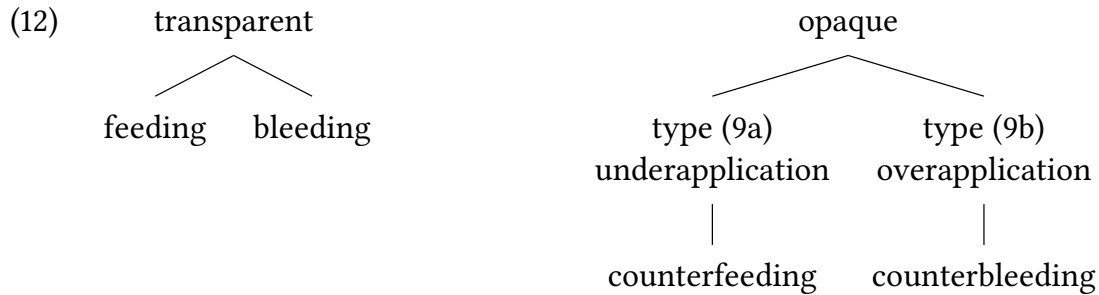 (12) transparent opaque
feeding bleeding type (9a) type (9b)
underapplication overapplication
counterfeeding counterbleeding